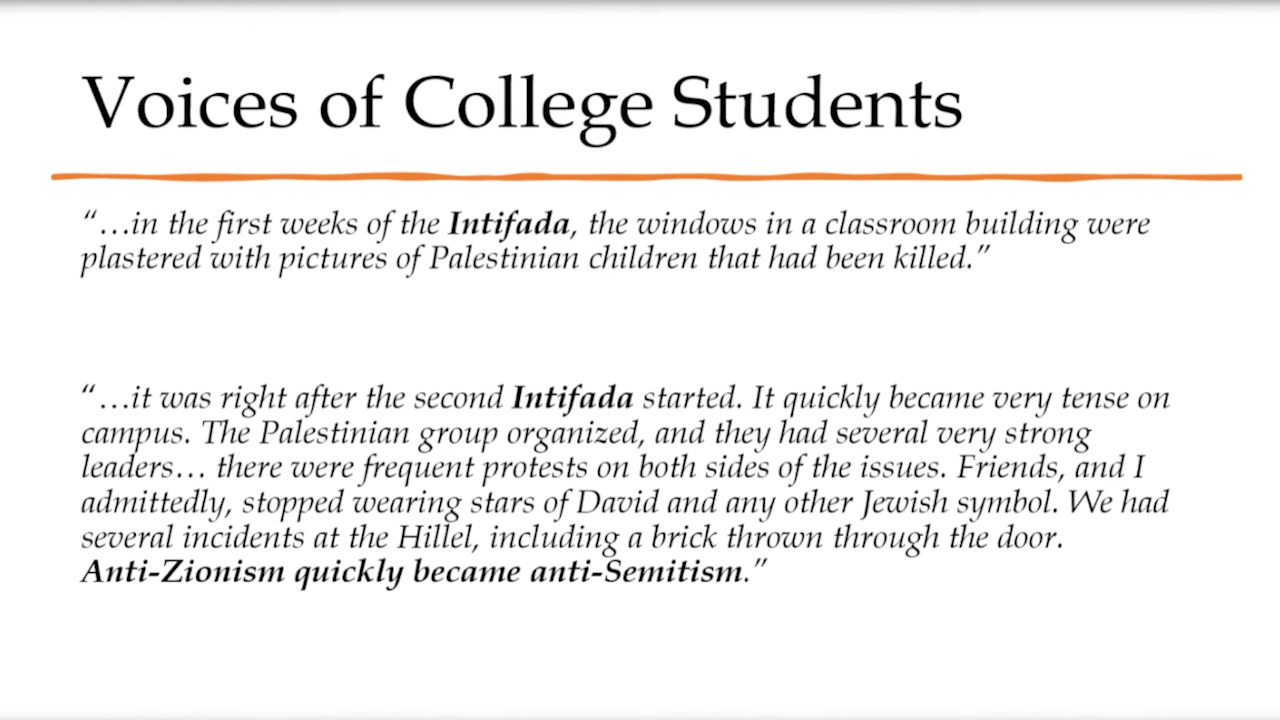 Voices of College Students
“…in the first weeks of the Intifada, the windows in a classroom building were
plastered with pictures of Palestinian children that had been killed.”
“…it was right after the second Intifada started. It quickly became very tense on
campus. The Palestinian group organized, and they had several very strong
leaders… there were frequent protests on both sides of the issues. Friends, and I
admittedly, stopped wearing stars of David and any other Jewish symbol. We had
several incidents at the Hillel, including a brick thrown through the door.
Anti-Zionism quickly became anti-Semitism.”